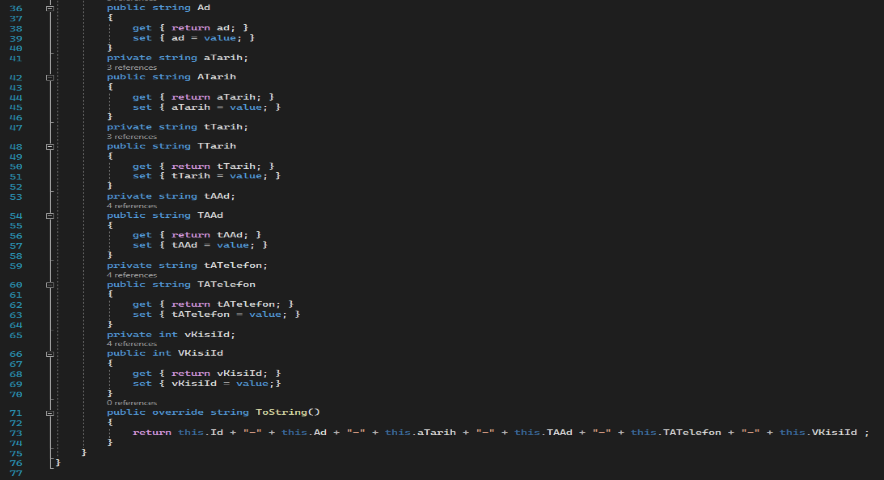 36 public string Ad
37 {
38 get { return ad; }
39 set { ad = value; }
40 }
41 private string aTarih;
3 references
42 public string ATarih
43 {
44 get { return aTarih; }
45 set { aTarih = value; }
46 }
47 private string tTarih;
3 references
48 public string TTarih
49 {
50 get { return tTarih; }
51 set { tTarih = value; }
52 }
53 private string tAAd;
4 references
54 public string TAAd
55 {
56 get { return tAAd; }
57 set { tAAd = value; }
58 }
59 private string tATelefon;
4 references
60 public string TATelefon
61 {
62 get { return tATelefon; }
63 set { tATelefon = value; }
64 }
65 private int vKisiId;
4 references
66 public int VKisiId
67 {
68 get { return vKisiId; }
69 set { vKisiId = value;}
70 }
0 references
71 public override string ToString()
72 {
73 return this.Id + "-" + this.Ad + "-" + this.aTarih + "-" + this.TAAd + "-" + this.TATelefon + "-" + this.VKisiId ;
74 }
75 }
76 }
77